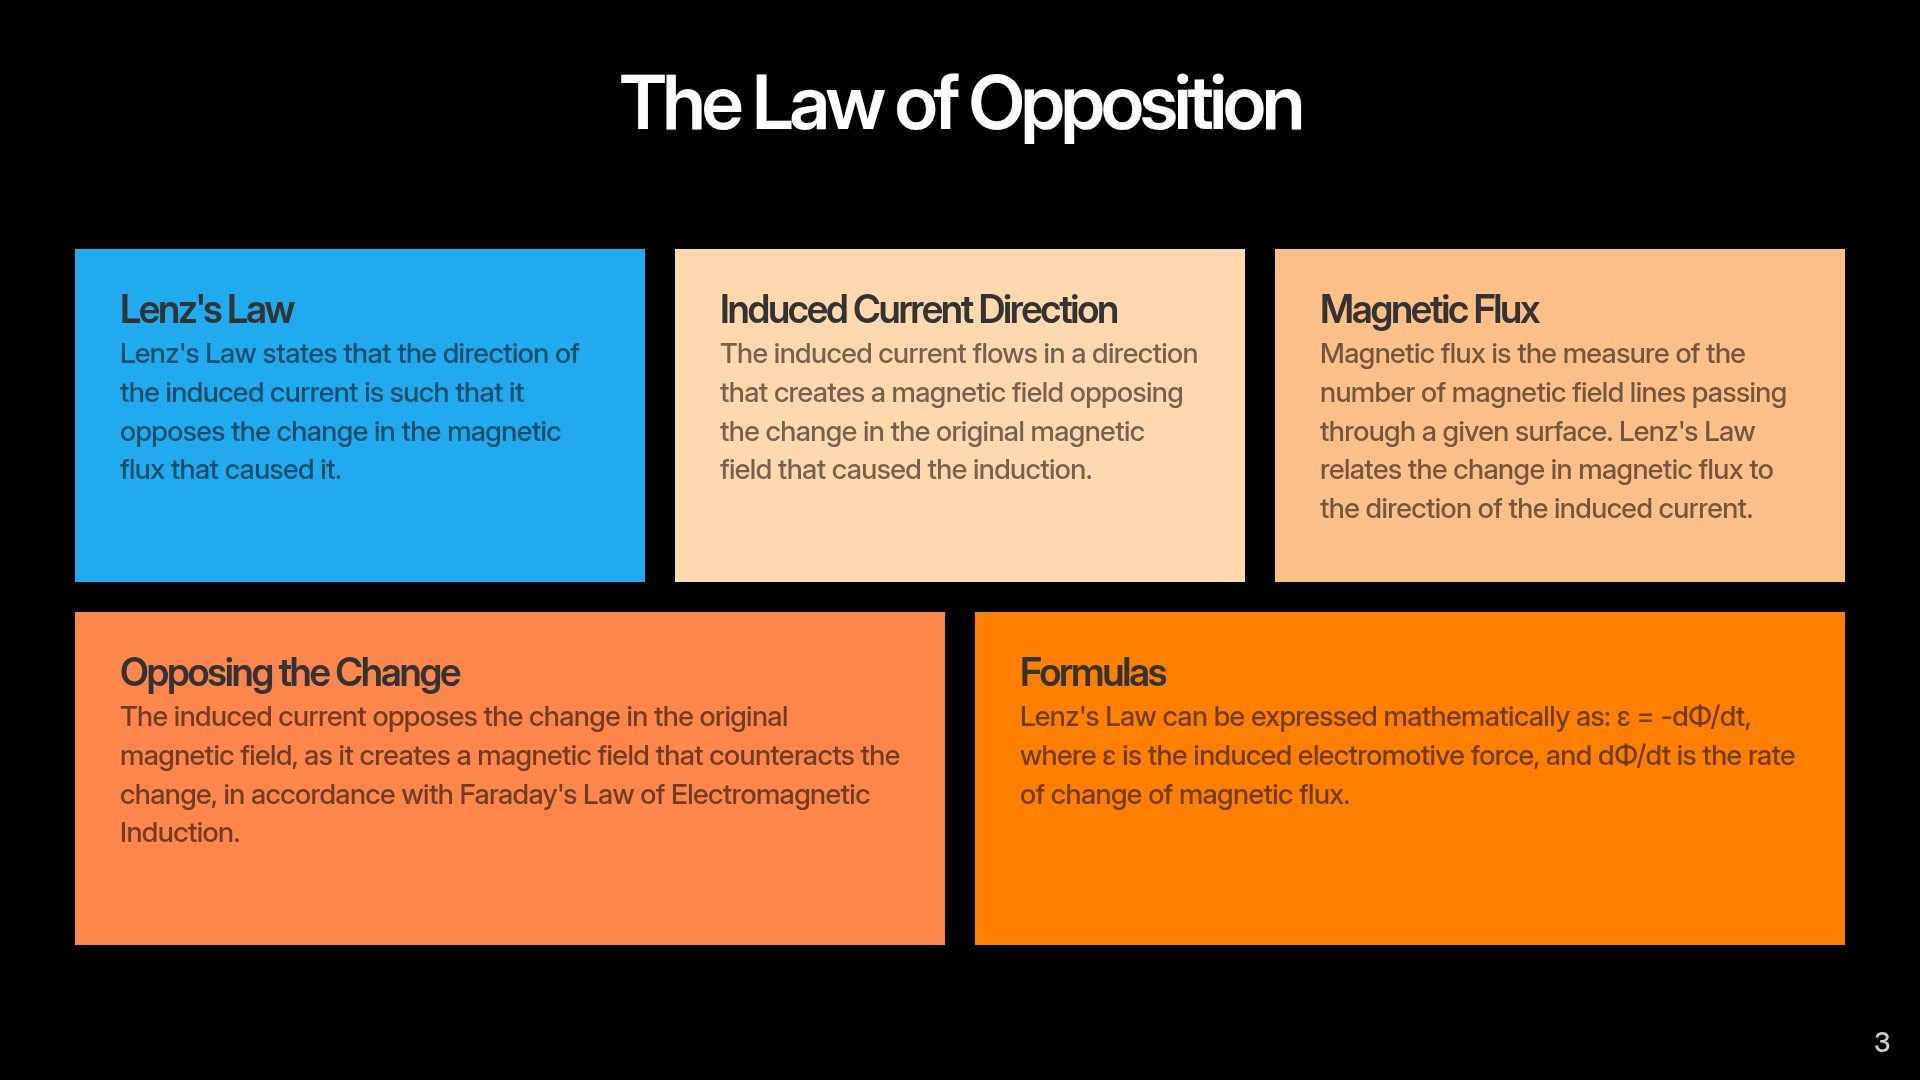 The Law of Opposition
Lenz's Law
Lenz's Law states that the direction of
the induced current is such that it
opposes the change in the magnetic
flux that caused it.
Induced Current Direction
The induced current flows in a direction
that creates a magnetic field opposing
the change in the original magnetic
field that caused the induction.
Magnetic Flux
Magnetic flux is the measure of the
number of magnetic field lines passing
through a given surface. Lenz's Law
relates the change in magnetic flux to
the direction of the induced current.
Opposing the Change
The induced current opposes the change in the original
magnetic field, as it creates a magnetic field that counteracts the
change, in accordance with Faraday's Law of Electromagnetic
Induction.
Formulas
Lenz's Law can be expressed mathematically as: ε = -dΦ/dt,
where ε is the induced electromotive force, and dΦ/dt is the rate
of change of magnetic flux.
3